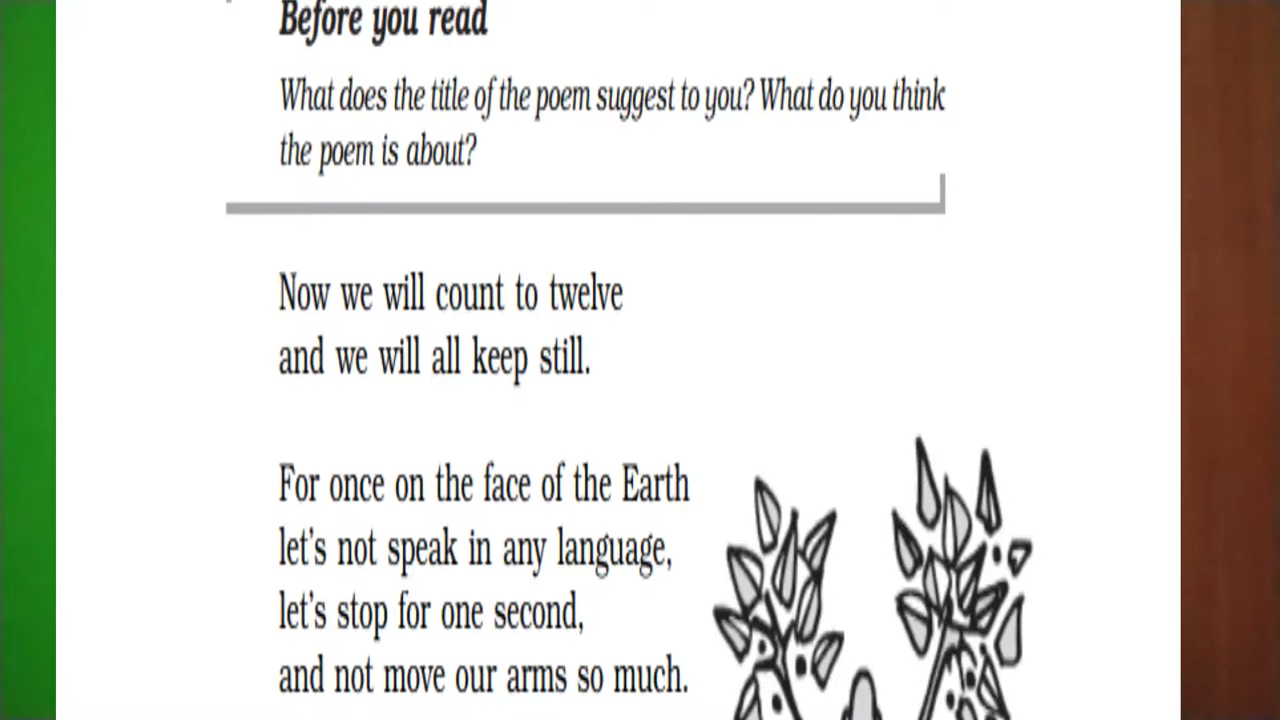 Before you read
What does the title of the poem suggest to you? What do you think
the poem is about?
Now we will count to twelve
and we will all keep still.
For once on the face of the Earth
let's not speak in any language,
let's stop for one second,
and not move our arms so much.